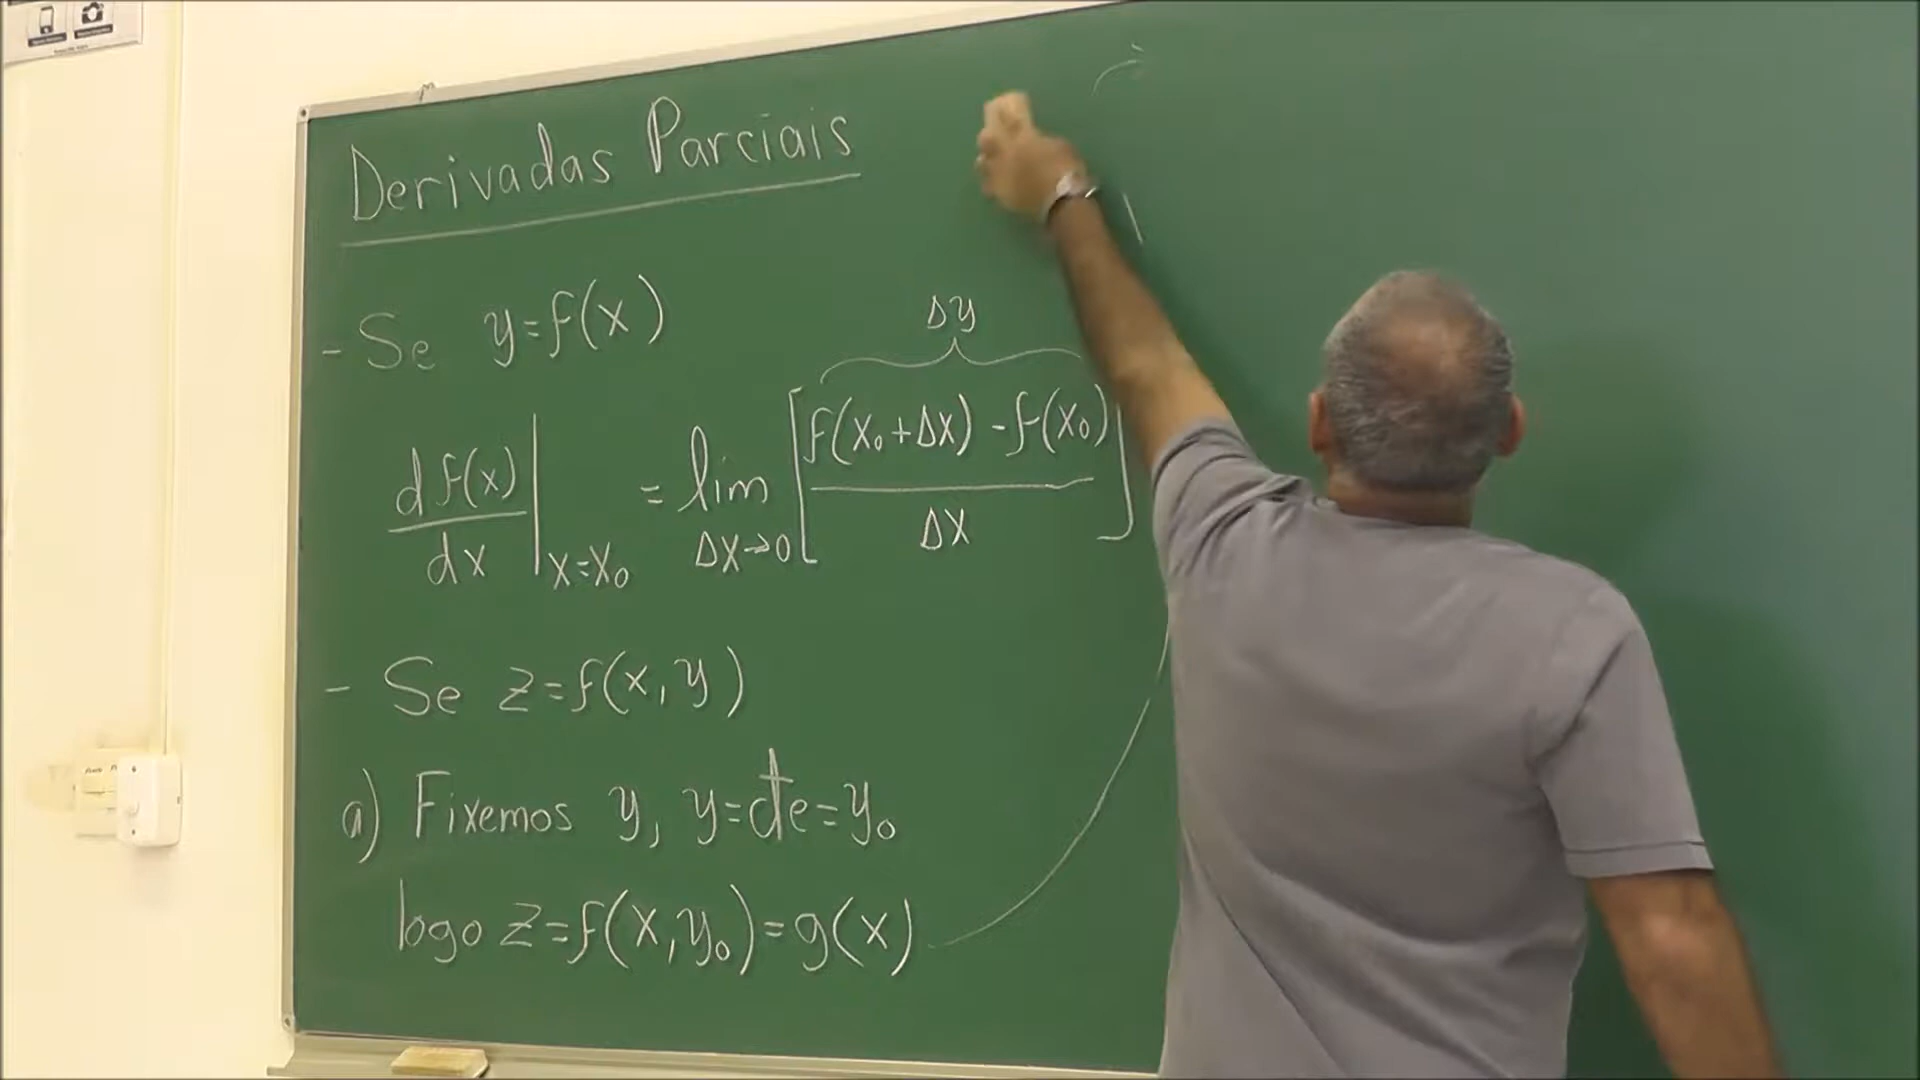 Derivadas Parciais
- Se y=f(x)
Δy
df(x)/dx |x=x₀ = lim Δx→0 [f(x₀+Δx) - f(x₀) / Δx]
- Se z=f(x,y)
a) Fixemos y, y=cte=y₀
logo z=f(x,y₀)=g(x)